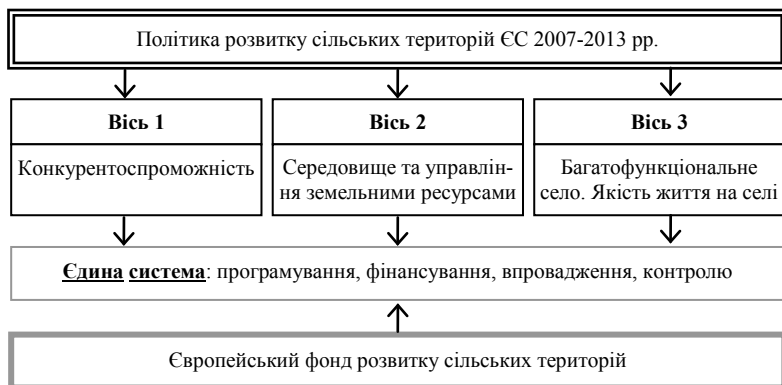 Політика розвитку сільських територій ЄС 2007-2013 рр.
Вісь 1
Конкурентоспроможність
Вісь 2
Середовище та управлін-
ня земельними ресурсами
Вісь 3
Багатофункціональне
село. Якість життя на селі
Єдина система: програмування, фінансування, впровадження, контролю
Європейський фонд розвитку сільських територій